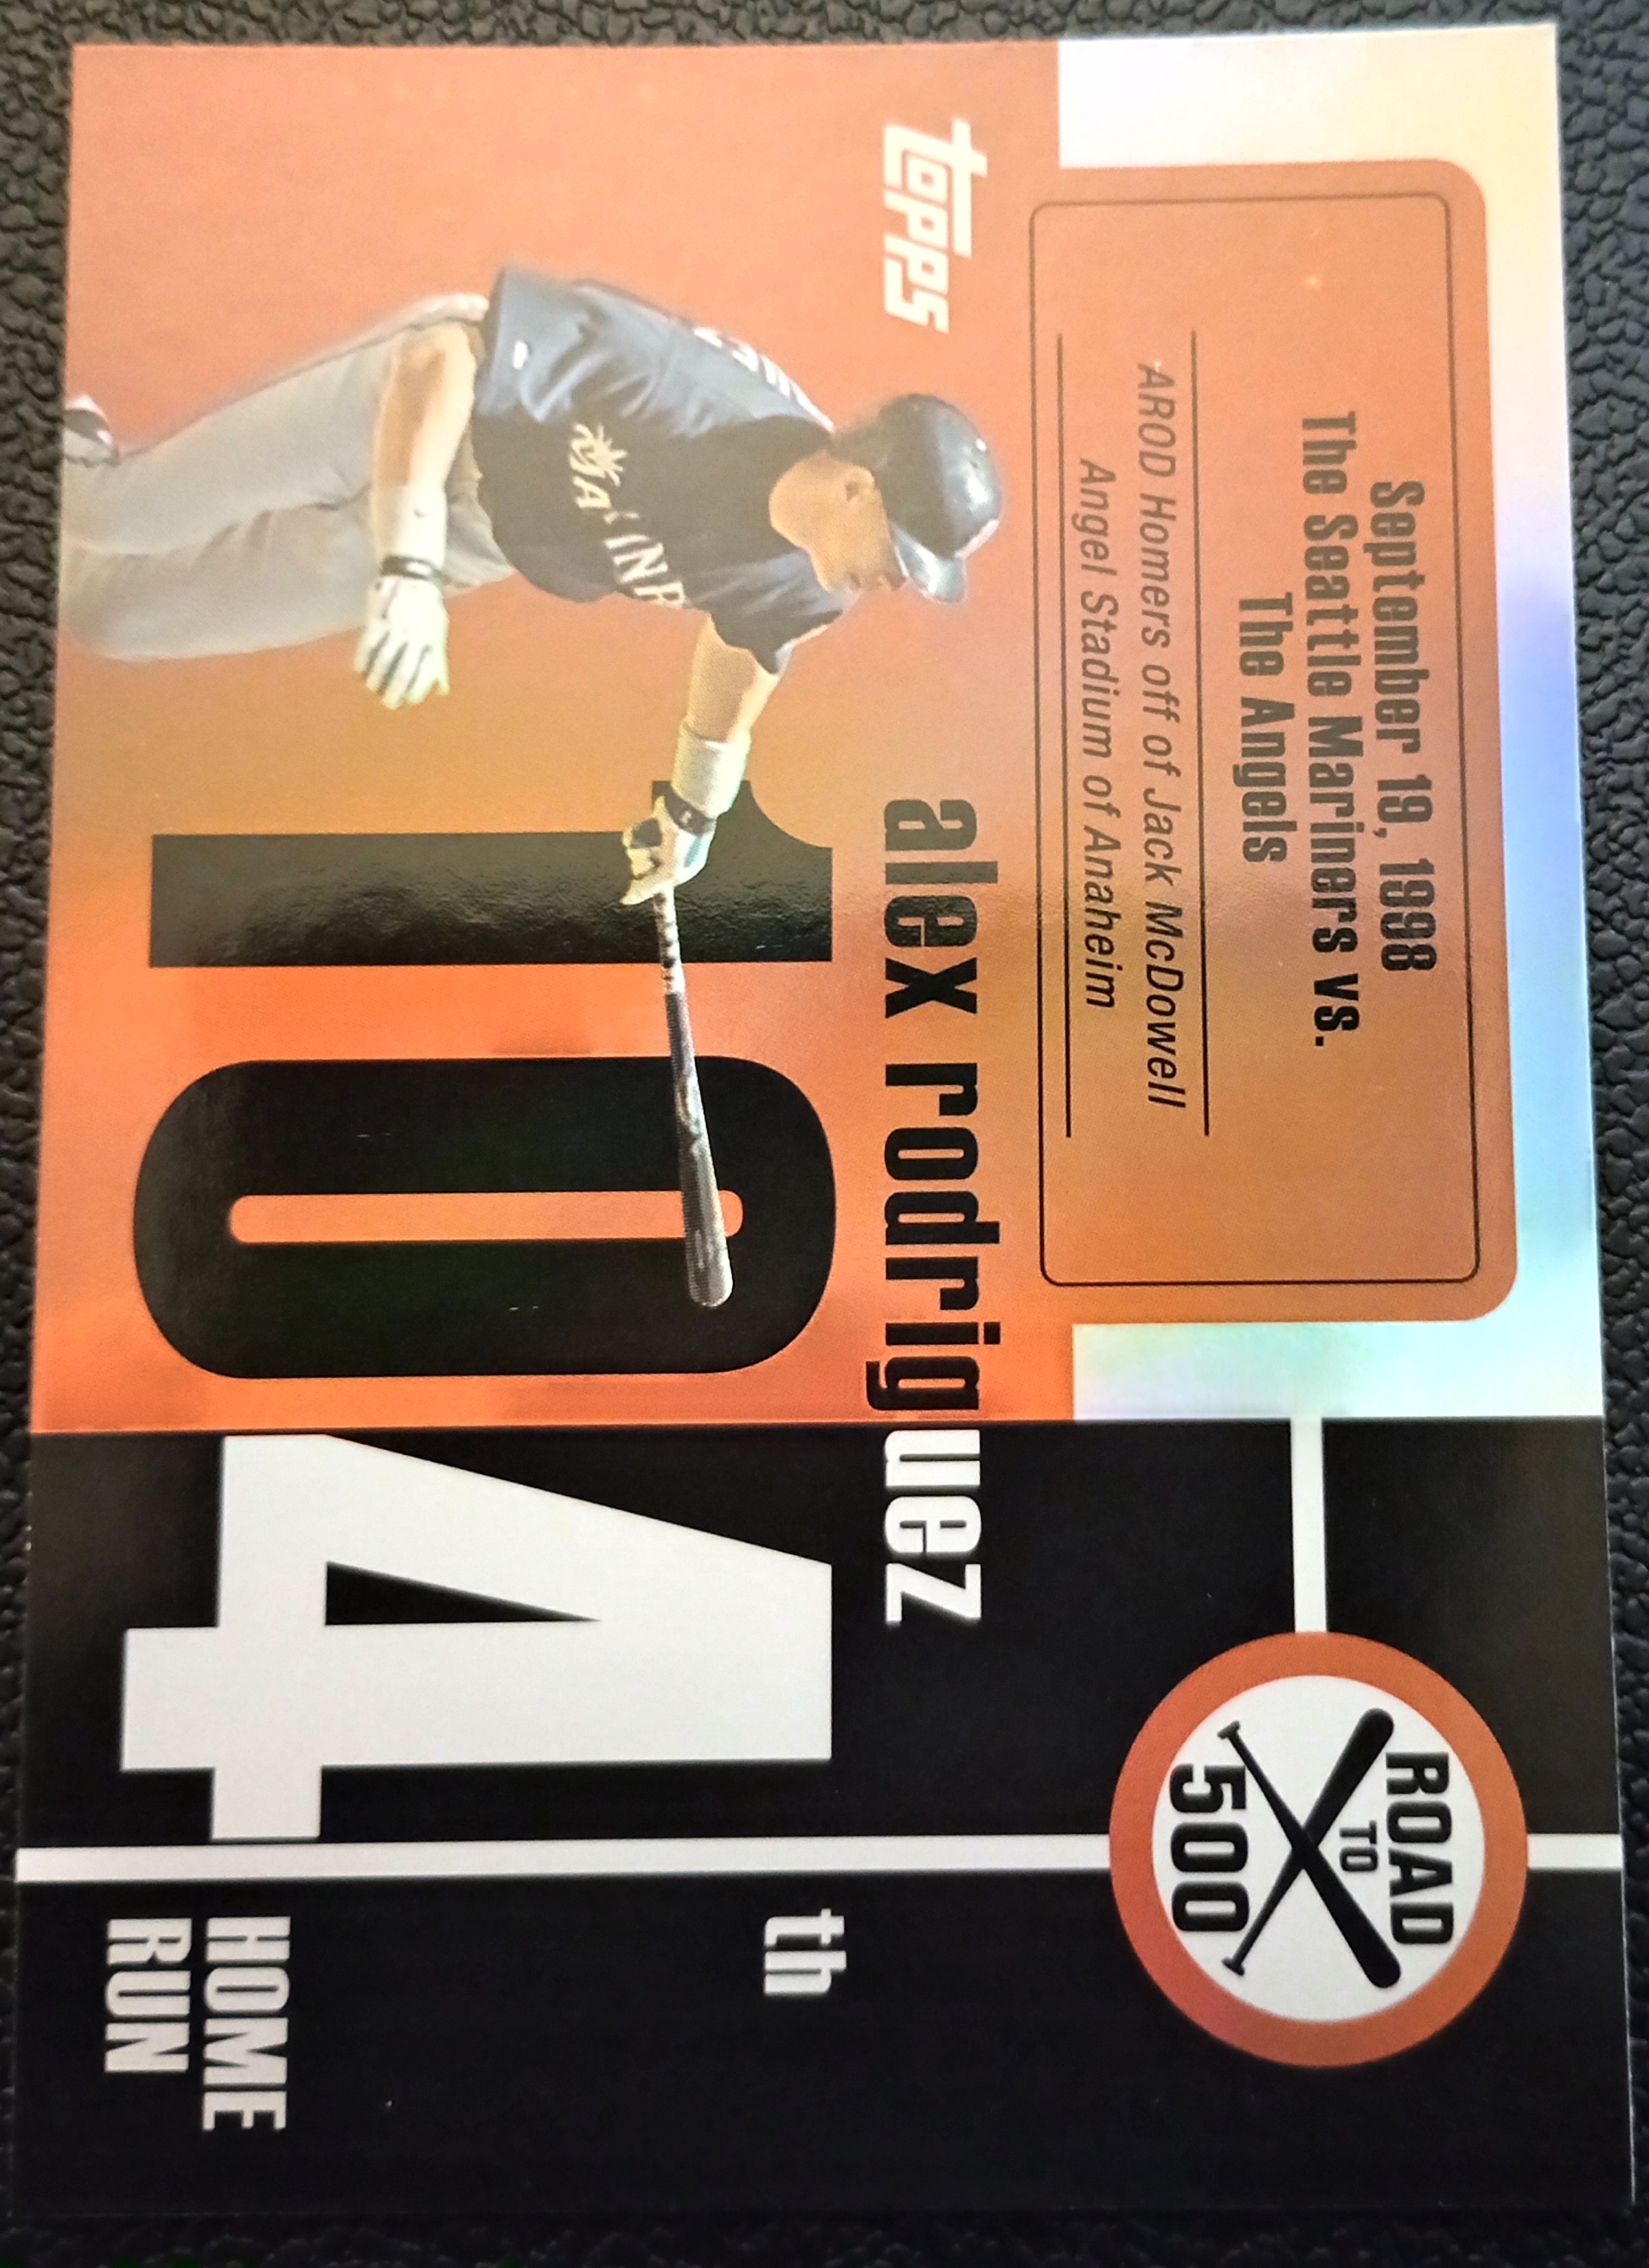 September 18, 1998
The Seattle Mariners vs.
The Angels
AROD Homers off of Jack McDowell
Angel Stadium of Anaheim
ROAD
TO
500
topps
alex rodriguez
104
th
HOME
RUN